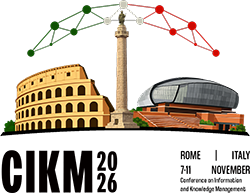 CIKM 2026
ROME | ITALY
7-11 NOVEMBER
Conference on Information
and Knowledge Management